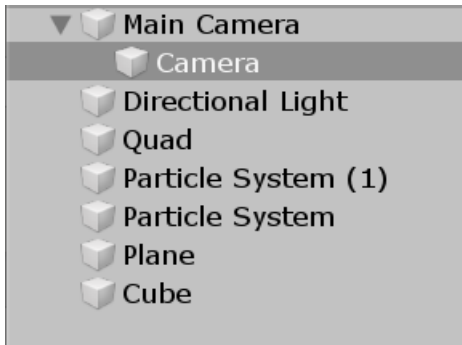 Main Camera
Camera
Directional Light
Quad
Particle System (1)
Particle System
Plane
Cube